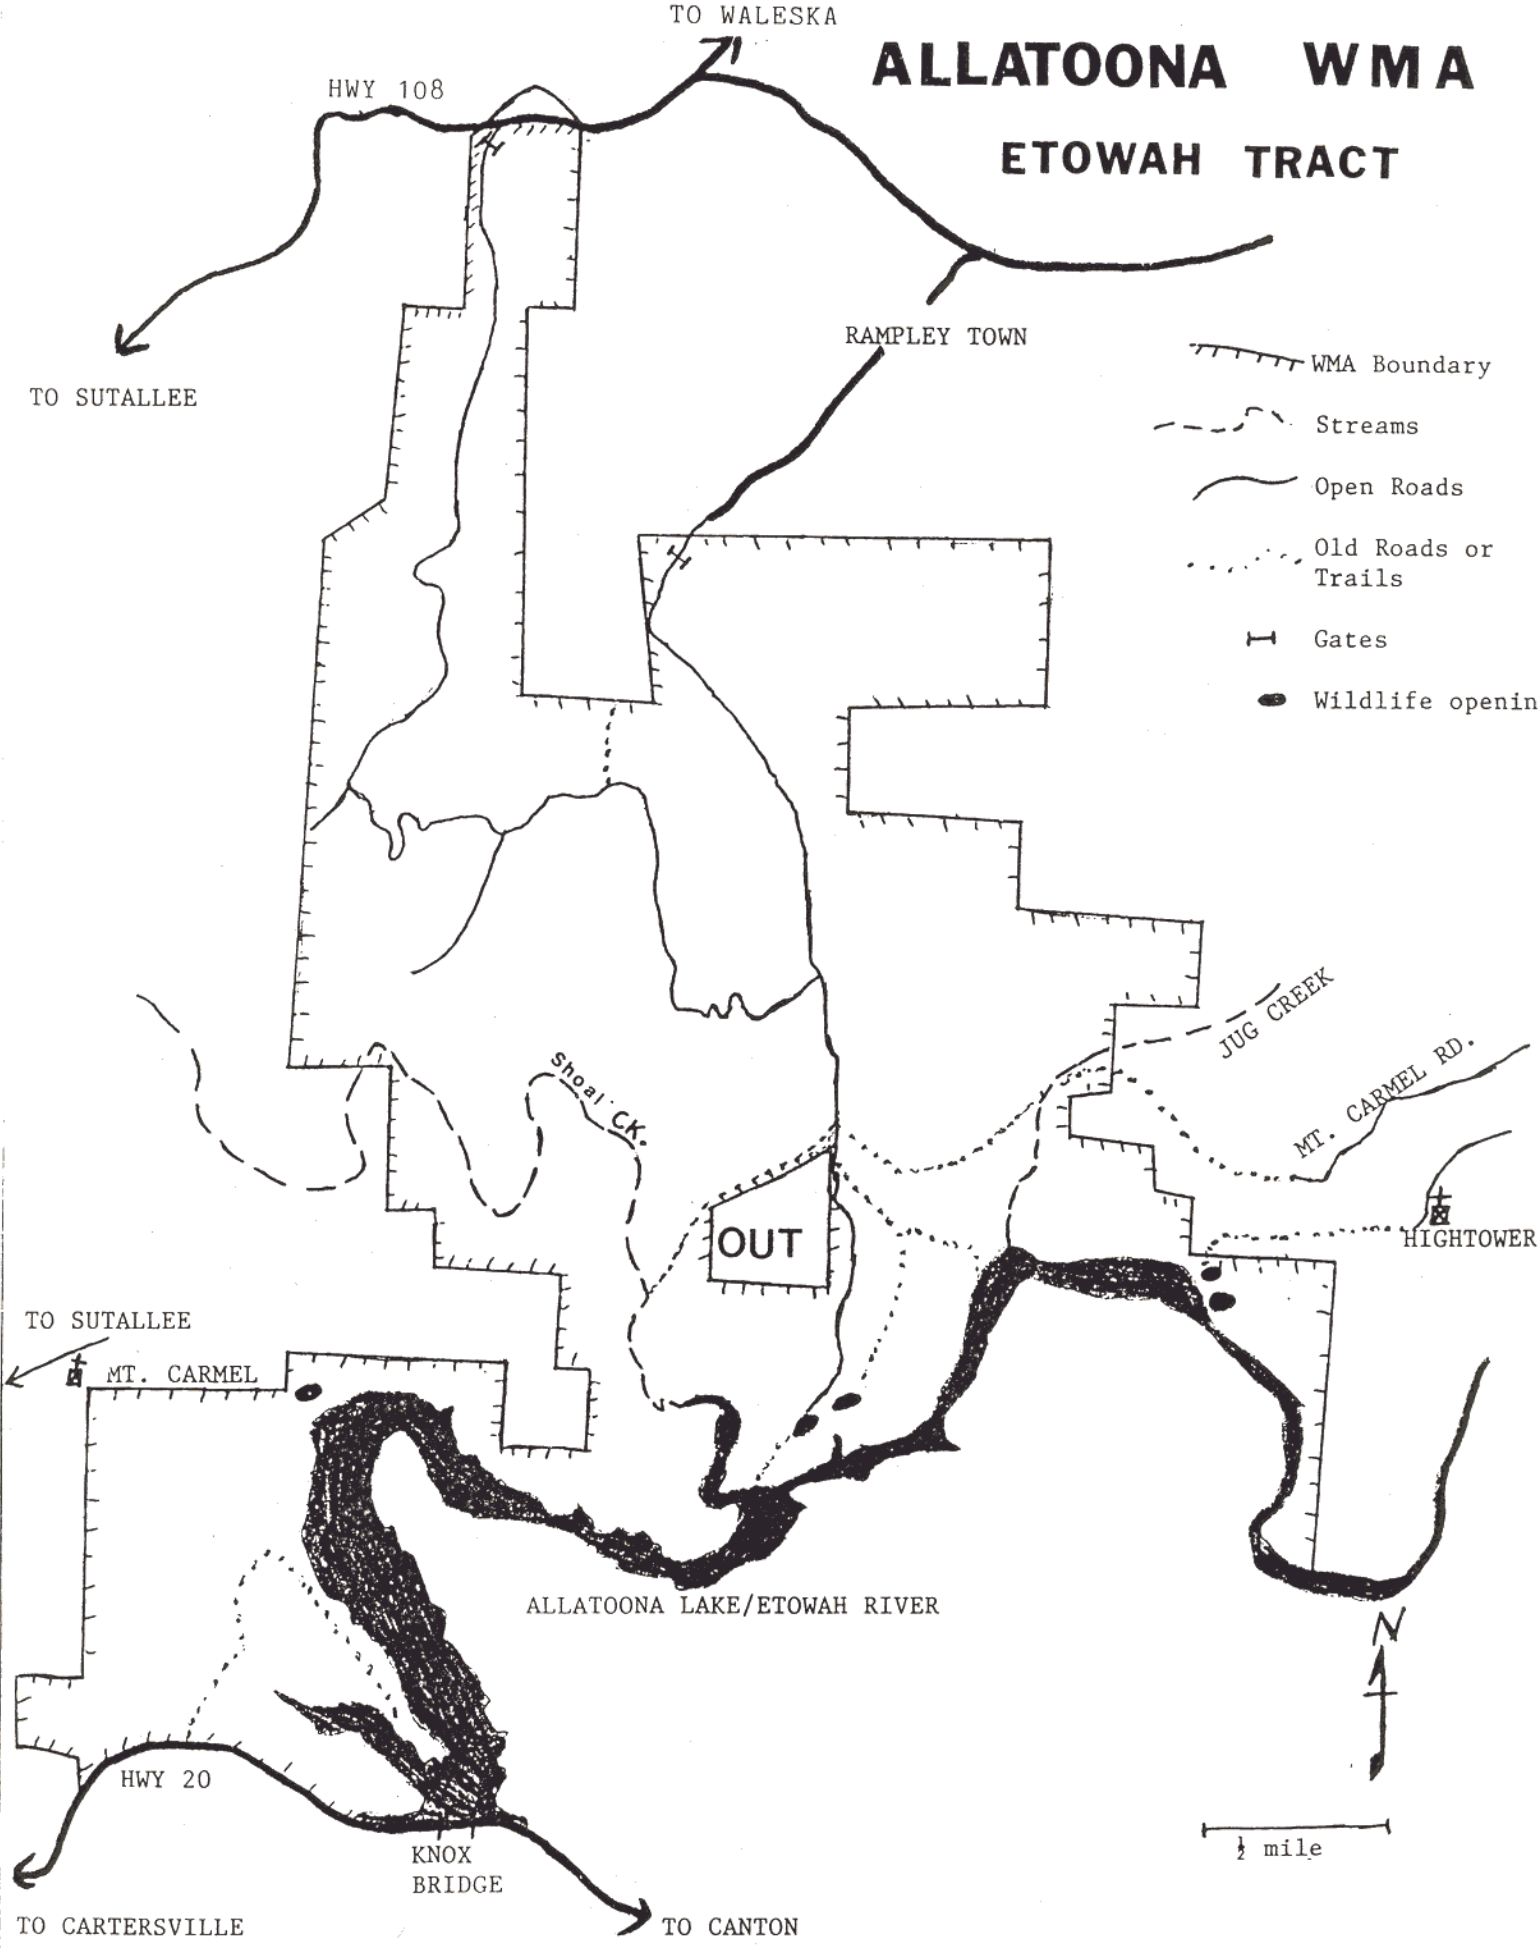 TO WALESKA
ALLATOONA WMA
HWY 108
ETOWAH TRACT
RAMPLEY TOWN
WMA Boundary
TO SUTALLEE
Streams
Open Roads
Old Roads or
Trails
Gates
Wildlife openin
JUG CREEK
MT. CARMEL RD.
Shoal CK.
OUT
HIGHTOWER
TO SUTALLEE
MT. CARMEL
ALLATOONA LAKE/ETOWAH RIVER
N
HWY 20
½ mile
KNOX
BRIDGE
TO CARTERSVILLE
TO CANTON